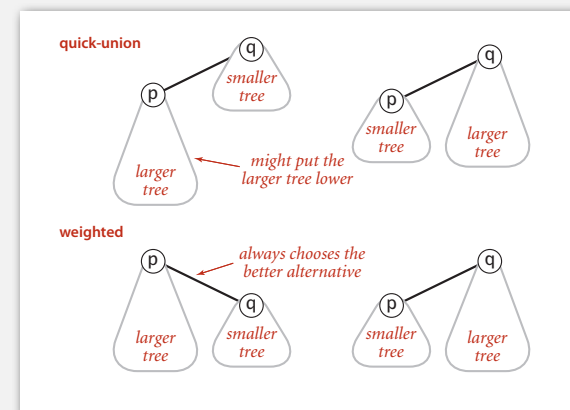 quick-union
q
smaller
tree
p
larger
tree
might put the
larger tree lower
q
p
smaller
tree
larger
tree
weighted
p
always chooses the
better alternative
q
larger
tree
smaller
tree
q
p
smaller
tree
larger
tree